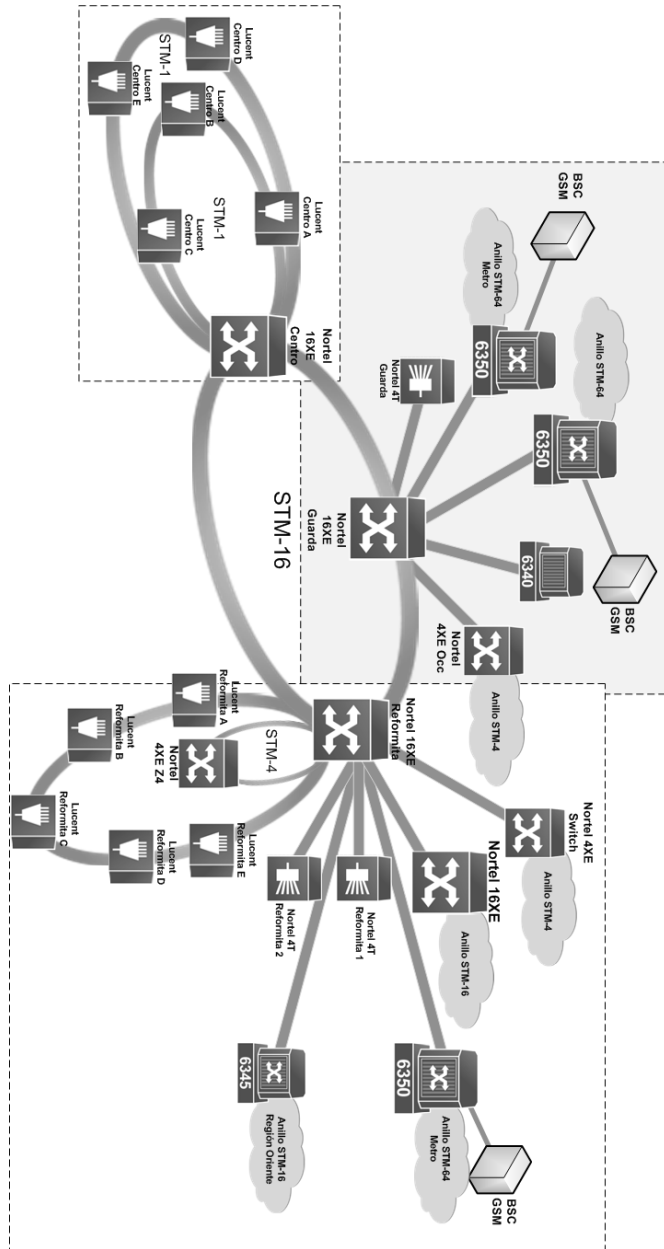 Lucent
Centro D
STM-1
Lucent
Centro E
Lucent
Centro B
Lucent
Centro A
STM-1
Lucent
Centro C
Nortel
16XE
Centro
BSC
GSM
Anillo STM-64
Metro
6350
Nortel 4T
Guarda
Anillo STM-64
6350
6340
BSC
GSM
Nortel
16XE
Guarda
STM-16
Nortel
4XE Occ
Anillo STM-4
Nortel 16XE
Reformita
Lucent
Reformita A
Lucent
Reformita B
STM-4
Nortel
4XE Z4
Lucent
Reformita C
Lucent
Reformita D
Lucent
Reformita E
Nortel 4XE
Switch
Anillo STM-4
Nortel 16XE
Anillo STM-16
Nortel 4T
Reformita 1
Nortel 4T
Reformita 2
6350
Anillo STM-64
Metro
BSC
GSM
6345
Anillo STM-16
Región Oriente